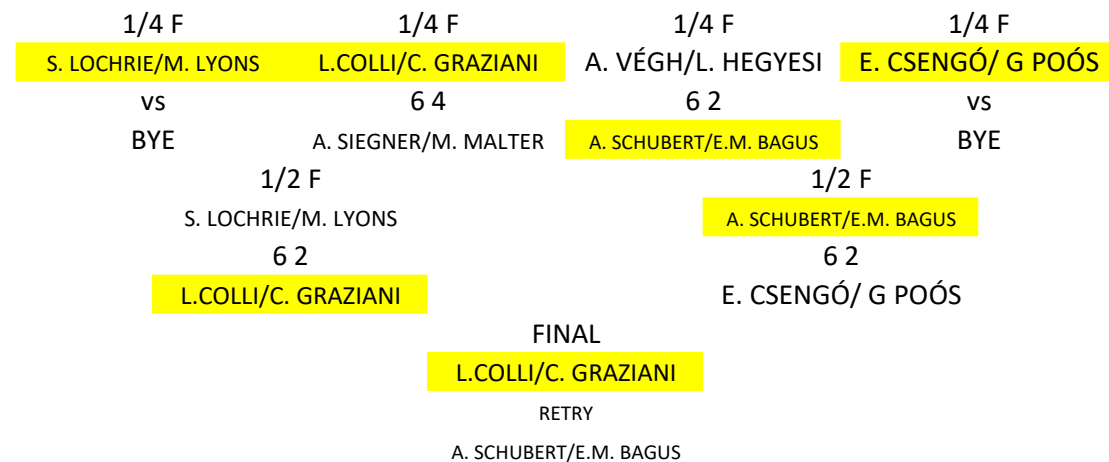 1/4 F 1/4 F 1/4 F 1/4 F
S. LOCHRIE/M. LYONS L.COLLI/C. GRAZIANI A. VÉGH/L. HEGYESI E. CSENGÓ/ G POÓS
vs 6 4 6 2 vs
BYE A. SIEGNER/M. MALTER A. SCHUBERT/E.M. BAGUS BYE
1/2 F 1/2 F
S. LOCHRIE/M. LYONS A. SCHUBERT/E.M. BAGUS
6 2 6 2
L.COLLI/C. GRAZIANI E. CSENGÓ/ G POÓS
FINAL
L.COLLI/C. GRAZIANI
RETRY
A. SCHUBERT/E.M. BAGUS